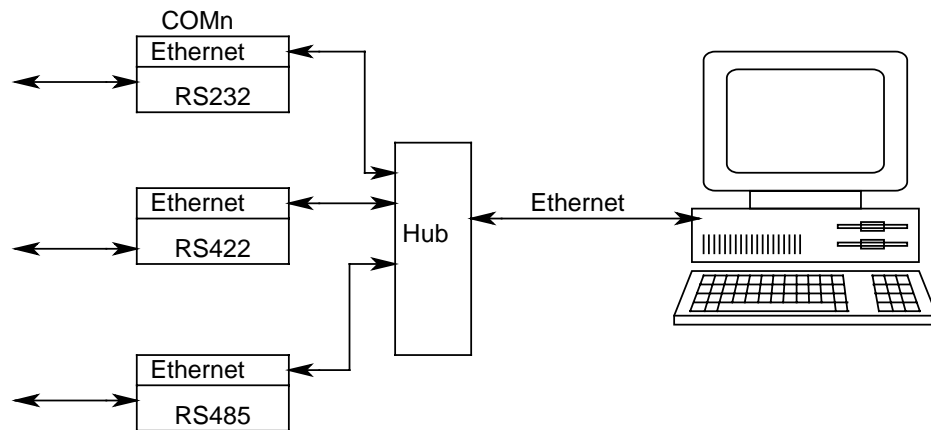 COMn
Ethernet
RS232
Ethernet
RS422
Hub
Ethernet
Ethernet
RS485